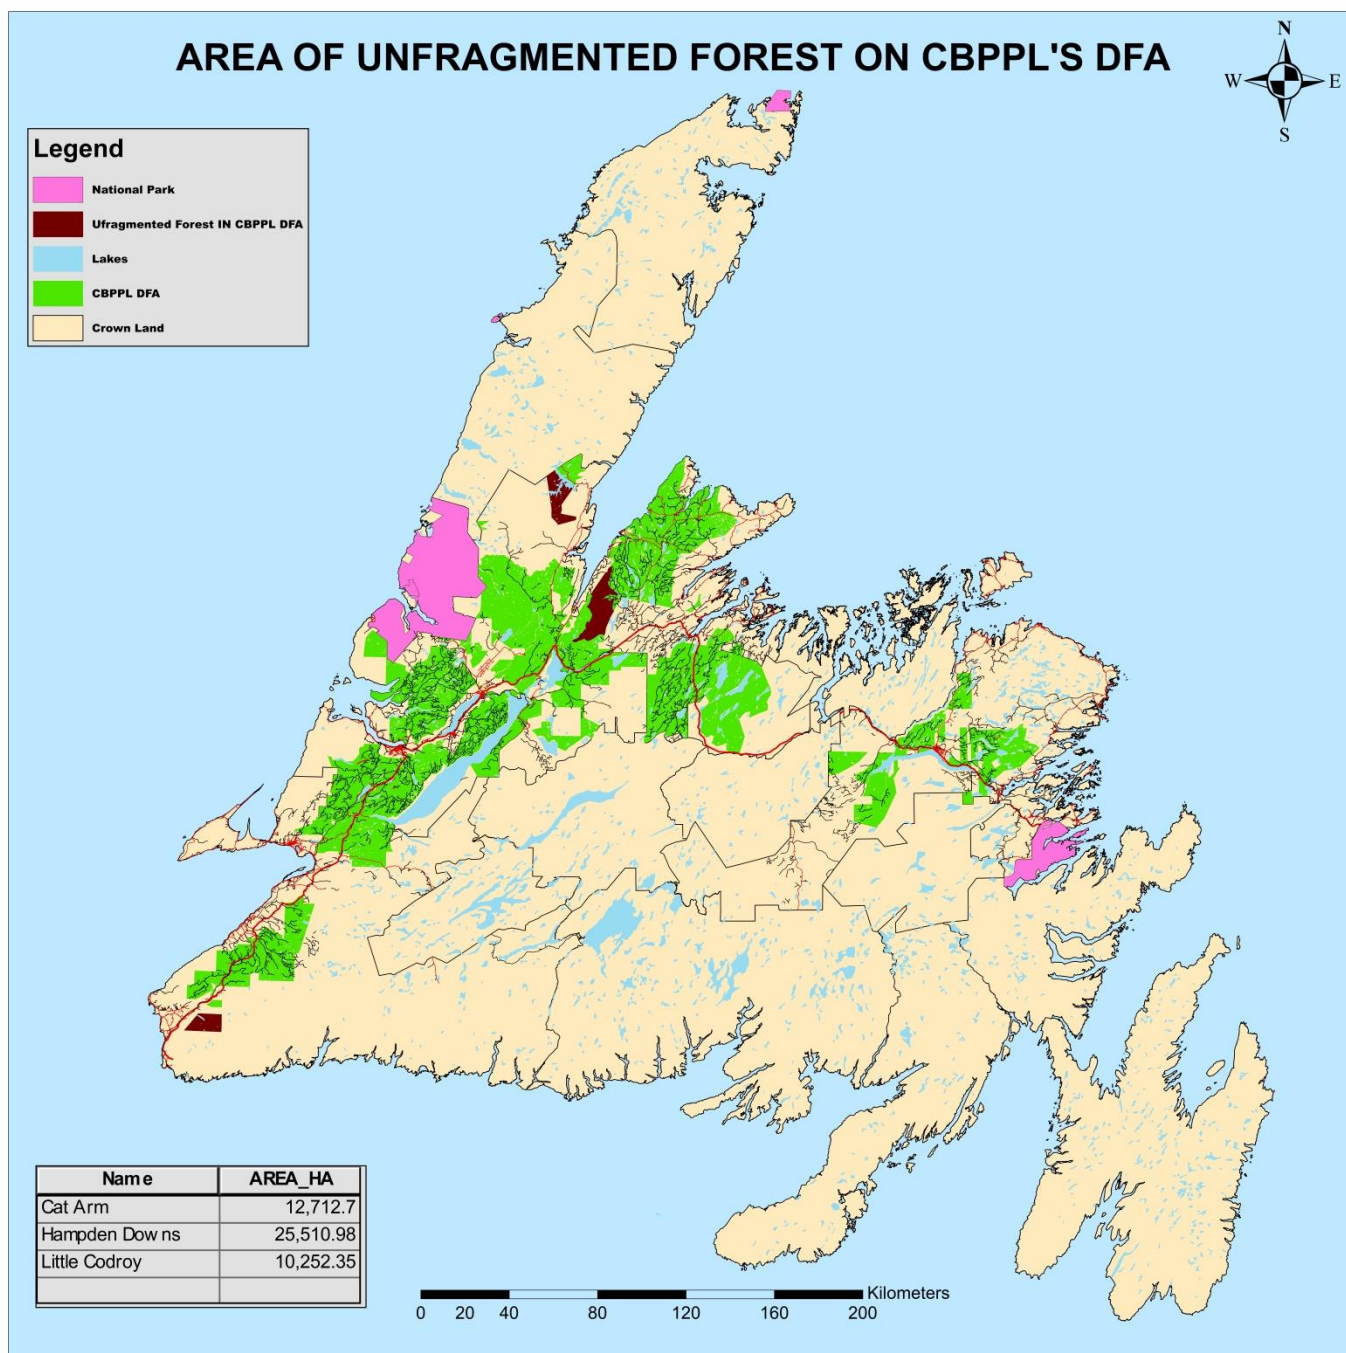 AREA OF UNFRAGMENTED FOREST ON CBPPL'S DFA
N
W E
S
Legend
National Park
Ufragmented Forest IN CBPPL DFA
Lakes
CBPPL DFA
Crown Land
Name AREA_HA
Cat Arm 12,712.7
Hampden Downs 25,510.98
Little Codroy 10,252.35
Kilometers
0 20 40 80 120 160 200